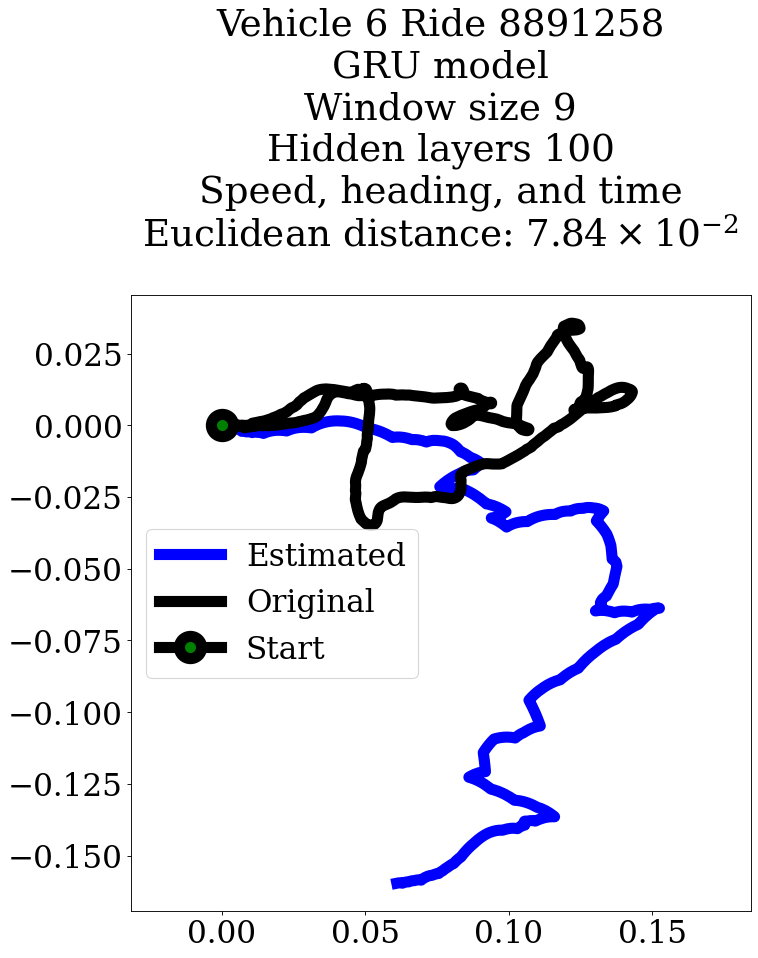 Vehicle 6 Ride 8891258
GRU model
Window size 9
Hidden layers 100
Speed, heading, and time
Euclidean distance: 7.84 × 10⁻²
0.025
0.000
−0.025
−0.050
−0.075
−0.100
−0.125
−0.150
Estimated
Original
Start
0.00 0.05 0.10 0.15